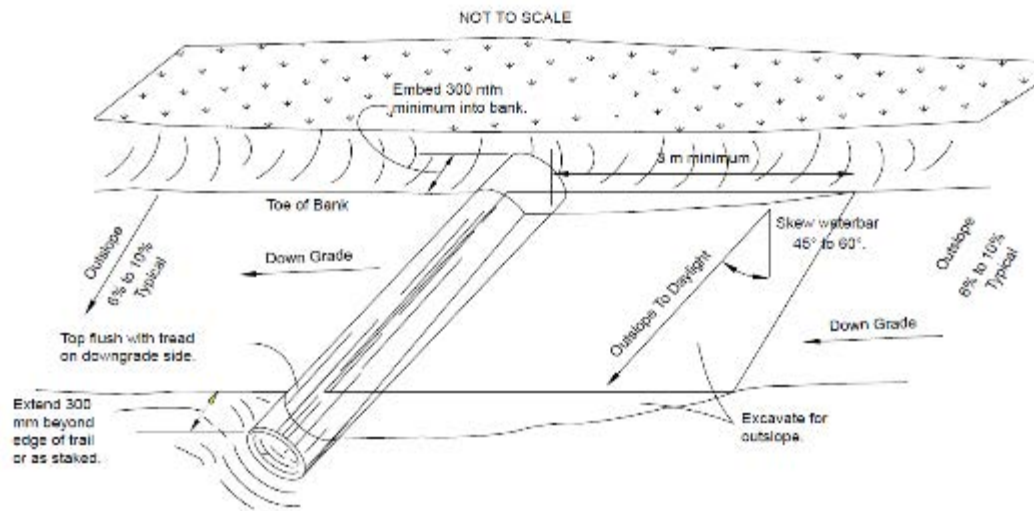 NOT TO SCALE
Embed 300 mm
minimum into bank.
3 m minimum
Toe of Bank
Skew waterbar
45° to 60°.
Outslope
6% to 10%
Typical
Down Grade
Outslope To Daylight
Outslope
6% to 10%
Typical
Top flush with tread
on downgrade side.
Down Grade
Extend 300
mm beyond
edge of trail
or as staked.
Excavate for
outslope.